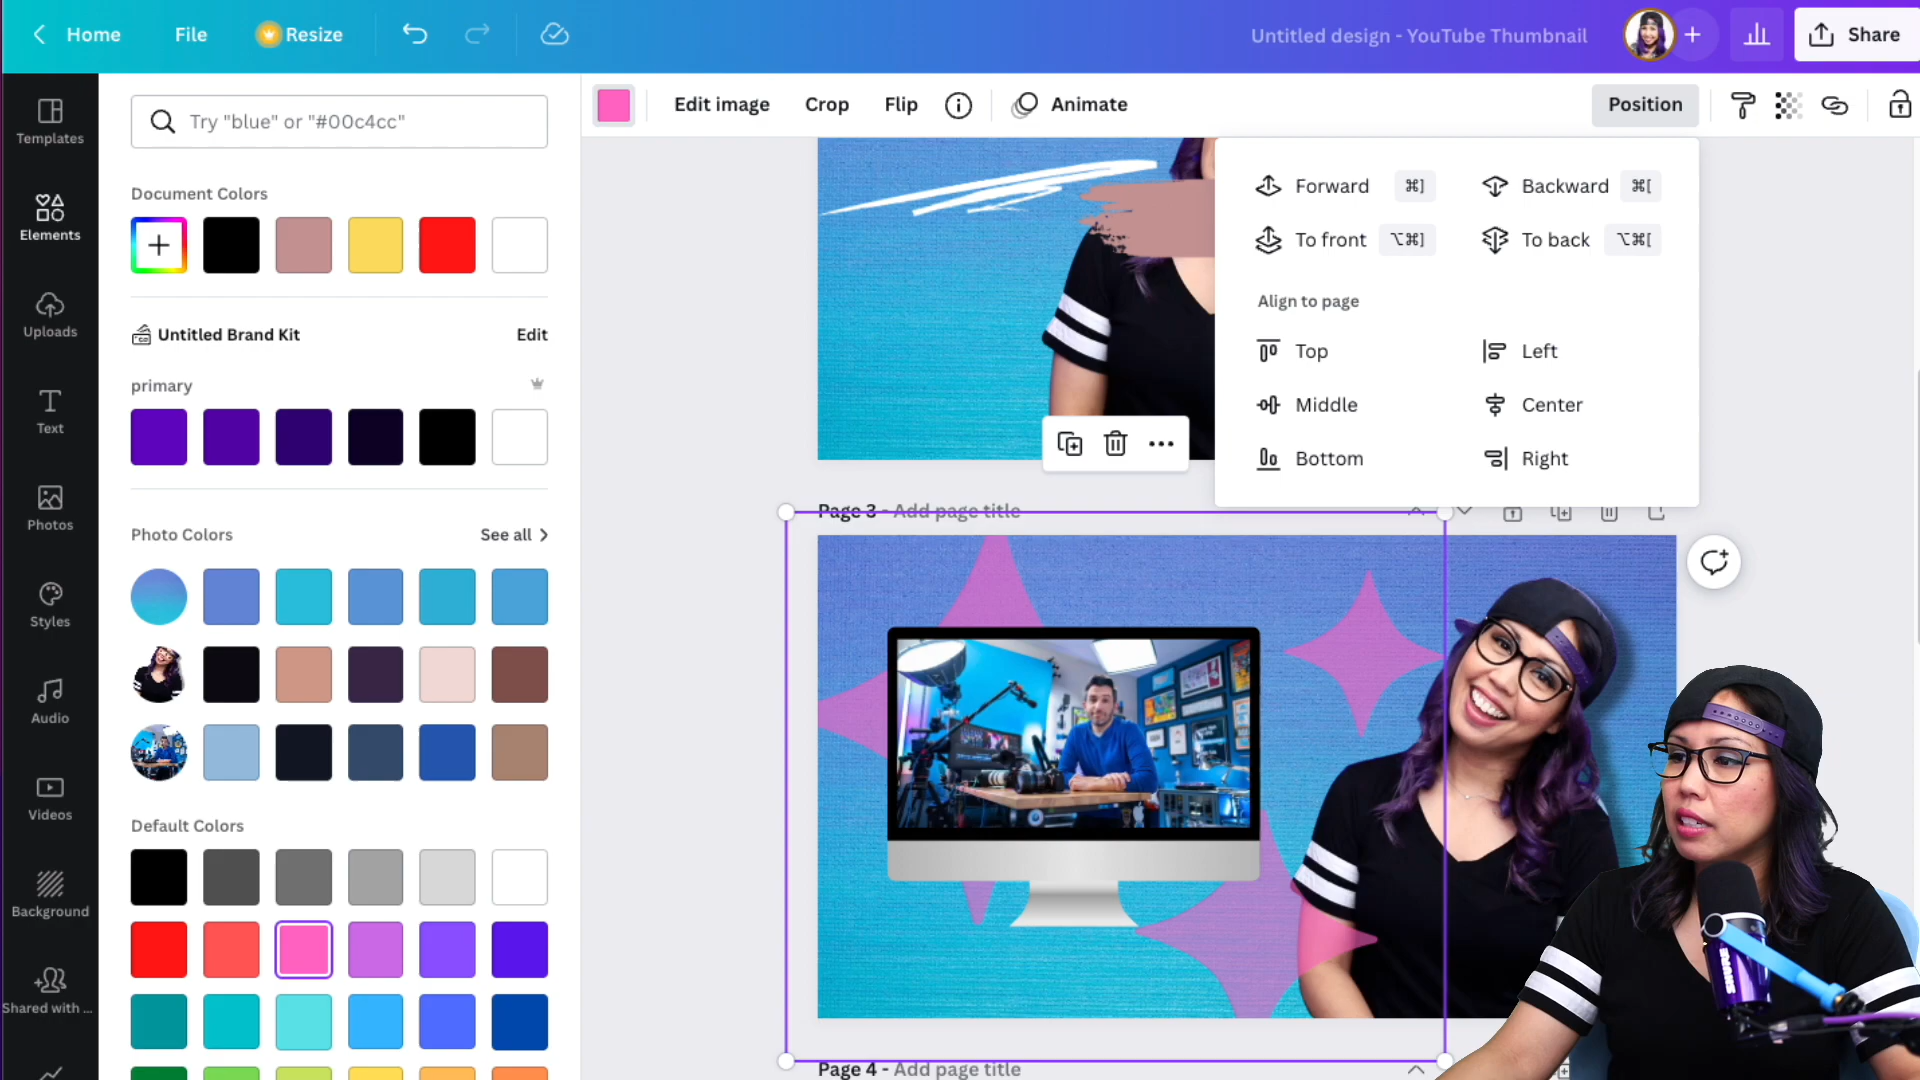 Home File Resize Untitled design - YouTube Thumbnail + Share
Templates
Elements
Uploads
Text
Photos
Styles
Audio
Videos
Background
Shared with ...
Try "blue" or "#00c4cc"
Document Colors
Untitled Brand Kit Edit
primary
Photo Colors See all
Default Colors
Edit image Crop Flip Animate Position
Forward ⌘] Backward ⌘[
To front ⌥⌘] To back ⌥⌘[
Align to page
Top Left
Middle Center
Bottom Right
Page 3 - Add page title
Page 4 - Add page title